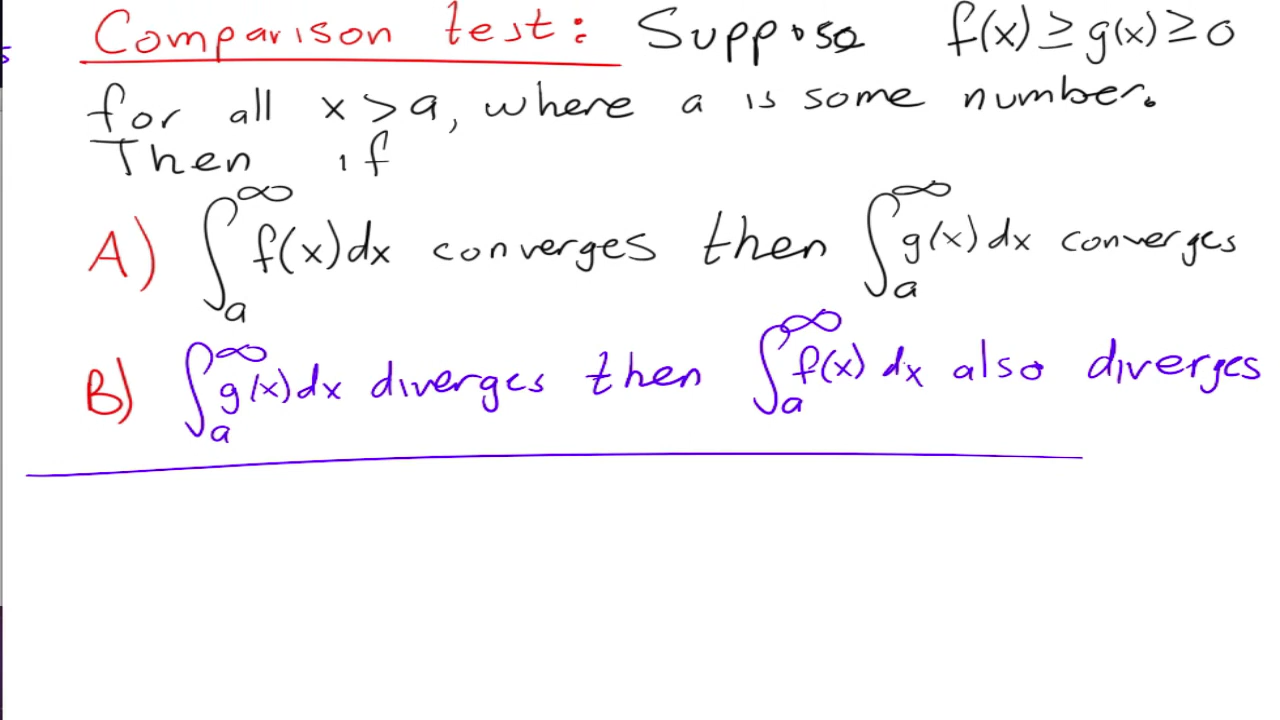 Comparison test: Suppose f(x) ≥ g(x) ≥ 0
for all x > a, where a is some number.
Then if
A) ∫_a^∞ f(x) dx converges then ∫_a^∞ g(x) dx converges
B) ∫_a^∞ g(x) dx diverges then ∫_a^∞ f(x) dx also diverges